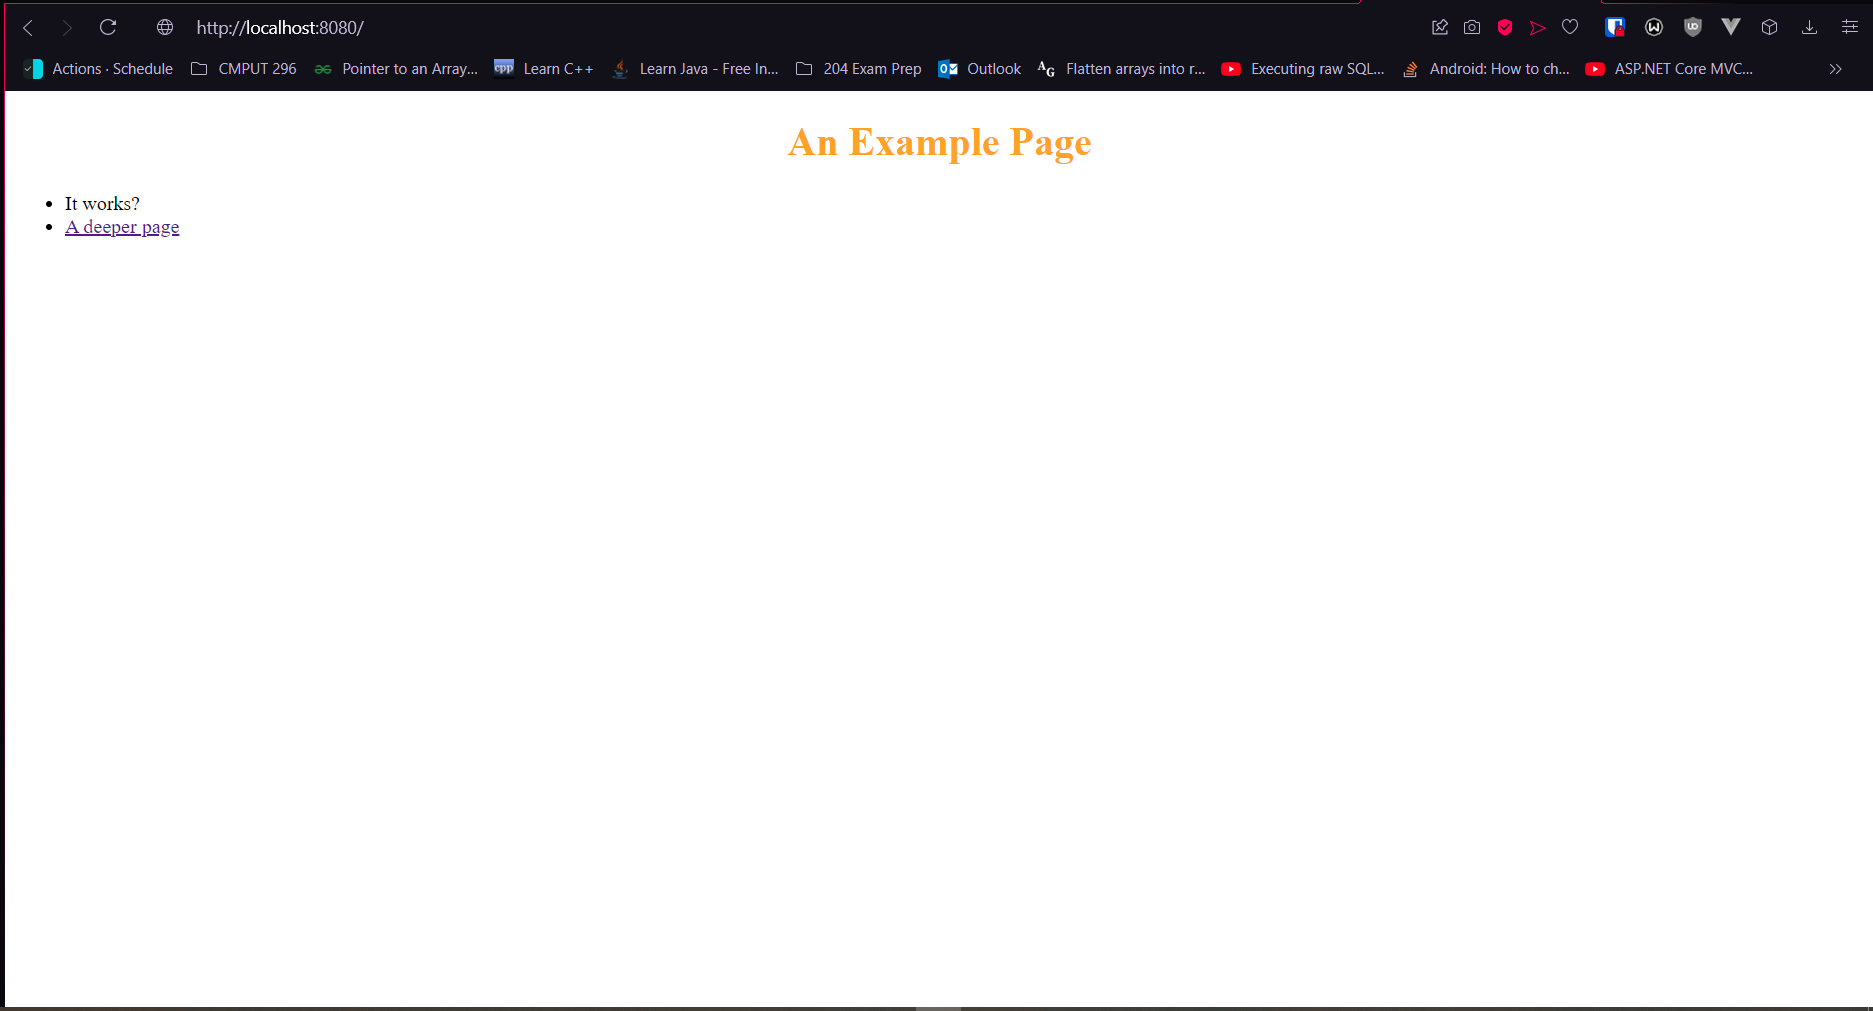 http://localhost:8080/
Actions · Schedule CMPUT 296 Pointer to an Array... cpp Learn C++ Learn Java - Free In... 204 Exam Prep Outlook AG Flatten arrays into r... Executing raw SQL... Android: How to ch... ASP.NET Core MVC...
An Example Page
• It works?
• A deeper page